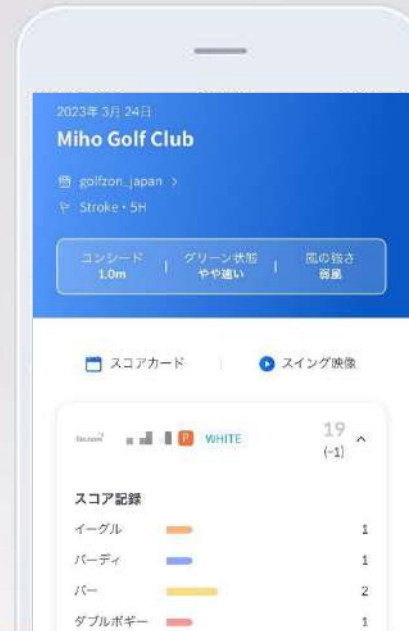 2023年 3月 24日
Miho Golf Club
golfzon_japan >
Stroke • 5H
コンシード グリーン状態 風の強さ
1.0m やや速い 弱風
スコアカード スイング映像
P WHITE 19
(-1)
スコア記録
イーグル 1
バーディ 1
パー 2
ダブルボギー 1